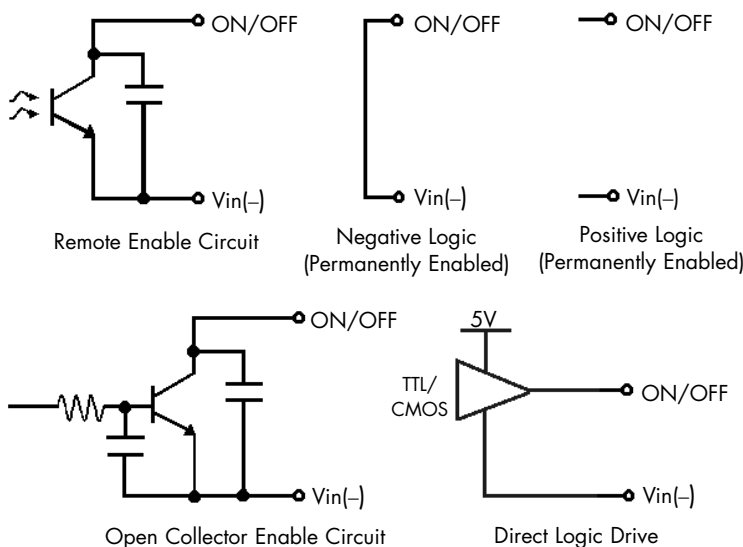 ON/OFF
Vin(–)
Remote Enable Circuit
ON/OFF
Vin(–)
Negative Logic
(Permanently Enabled)
ON/OFF
Vin(–)
Positive Logic
(Permanently Enabled)
ON/OFF
Vin(–)
Open Collector Enable Circuit
5V
TTL/
CMOS
ON/OFF
Vin(–)
Direct Logic Drive